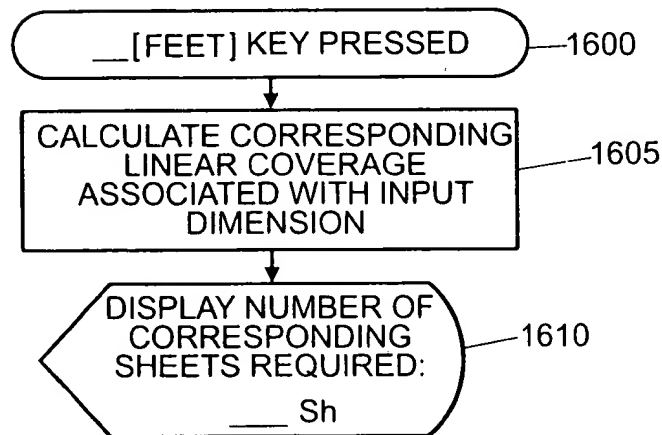 __[FEET] KEY PRESSED
1600
CALCULATE CORRESPONDING
LINEAR COVERAGE
ASSOCIATED WITH INPUT
DIMENSION
1605
DISPLAY NUMBER OF
CORRESPONDING
SHEETS REQUIRED:
___ Sh
1610